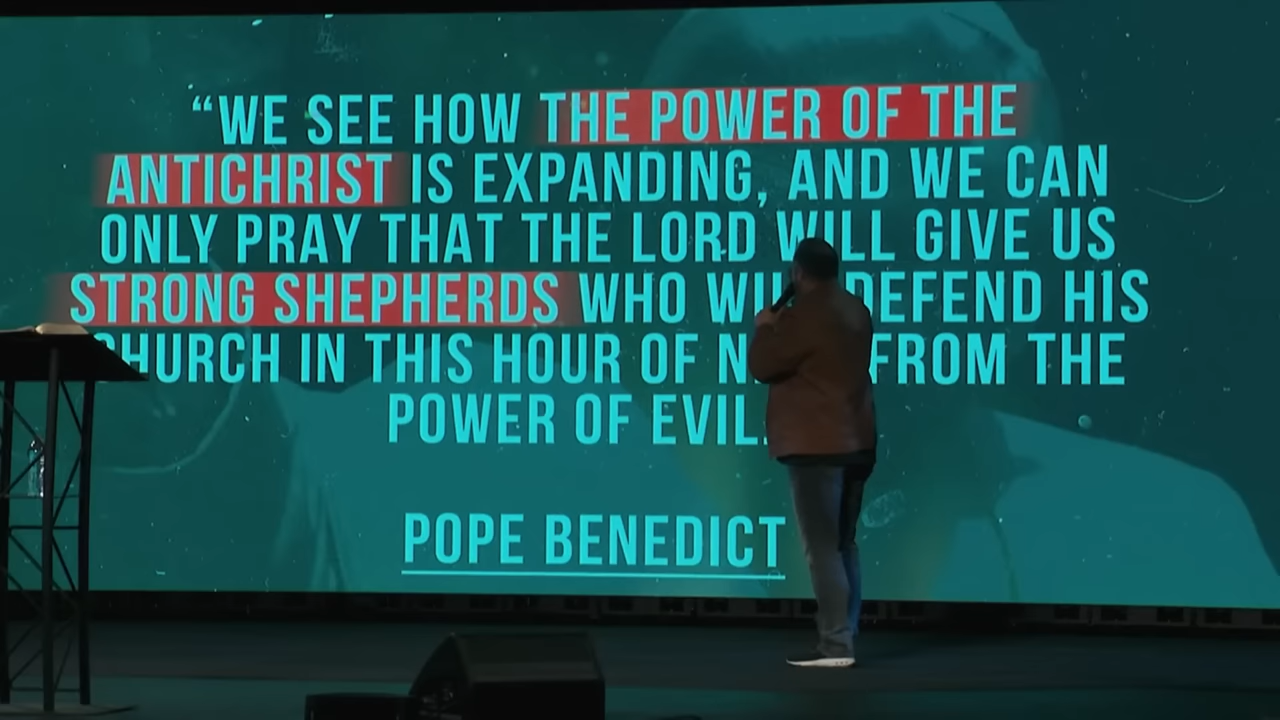 “WE SEE HOW THE POWER OF THE
ANTICHRIST IS EXPANDING, AND WE CAN
ONLY PRAY THAT THE LORD WILL GIVE US
STRONG SHEPHERDS WHO DEFEND HIS
CHURCH IN THIS HOUR OF FROM THE
POWER OF EVIL.
POPE BENEDICT